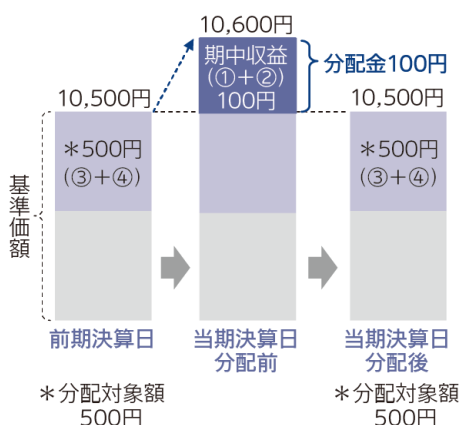 10,600円
期中収益
(①+②)
100円
分配金100円
10,500円
10,500円
*500円
(③+④)
*500円
(③+④)
基準価額
前期決算日
当期決算日
分配前
当期決算日
分配後
*分配対象額
500円
*分配対象額
500円